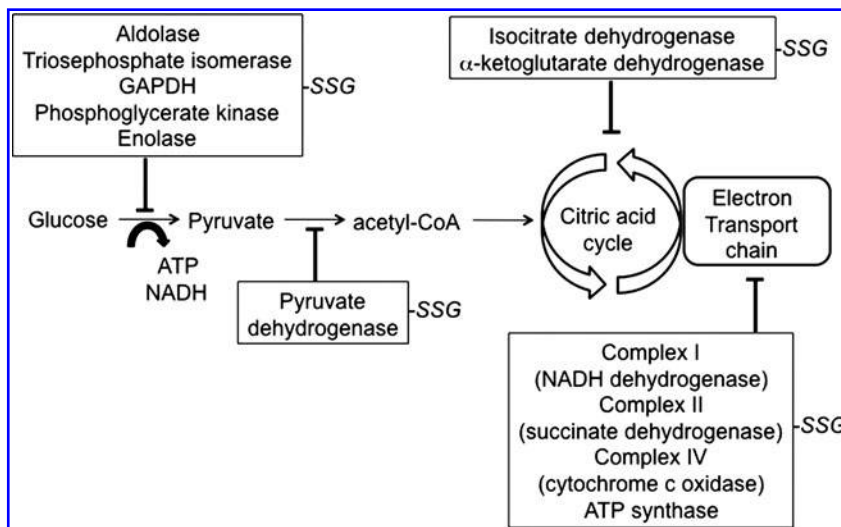 Aldolase
Triosephosphate isomerase
GAPDH
Phosphoglycerate kinase
Enolase
-SSG
Isocitrate dehydrogenase
α-ketoglutarate dehydrogenase
-SSG
Glucose
Pyruvate
acetyl-CoA
Citric acid
cycle
Electron
Transport
chain
ATP
NADH
Pyruvate
dehydrogenase
-SSG
Complex I
(NADH dehydrogenase)
Complex II
(succinate dehydrogenase)
Complex IV
(cytochrome c oxidase)
ATP synthase
-SSG